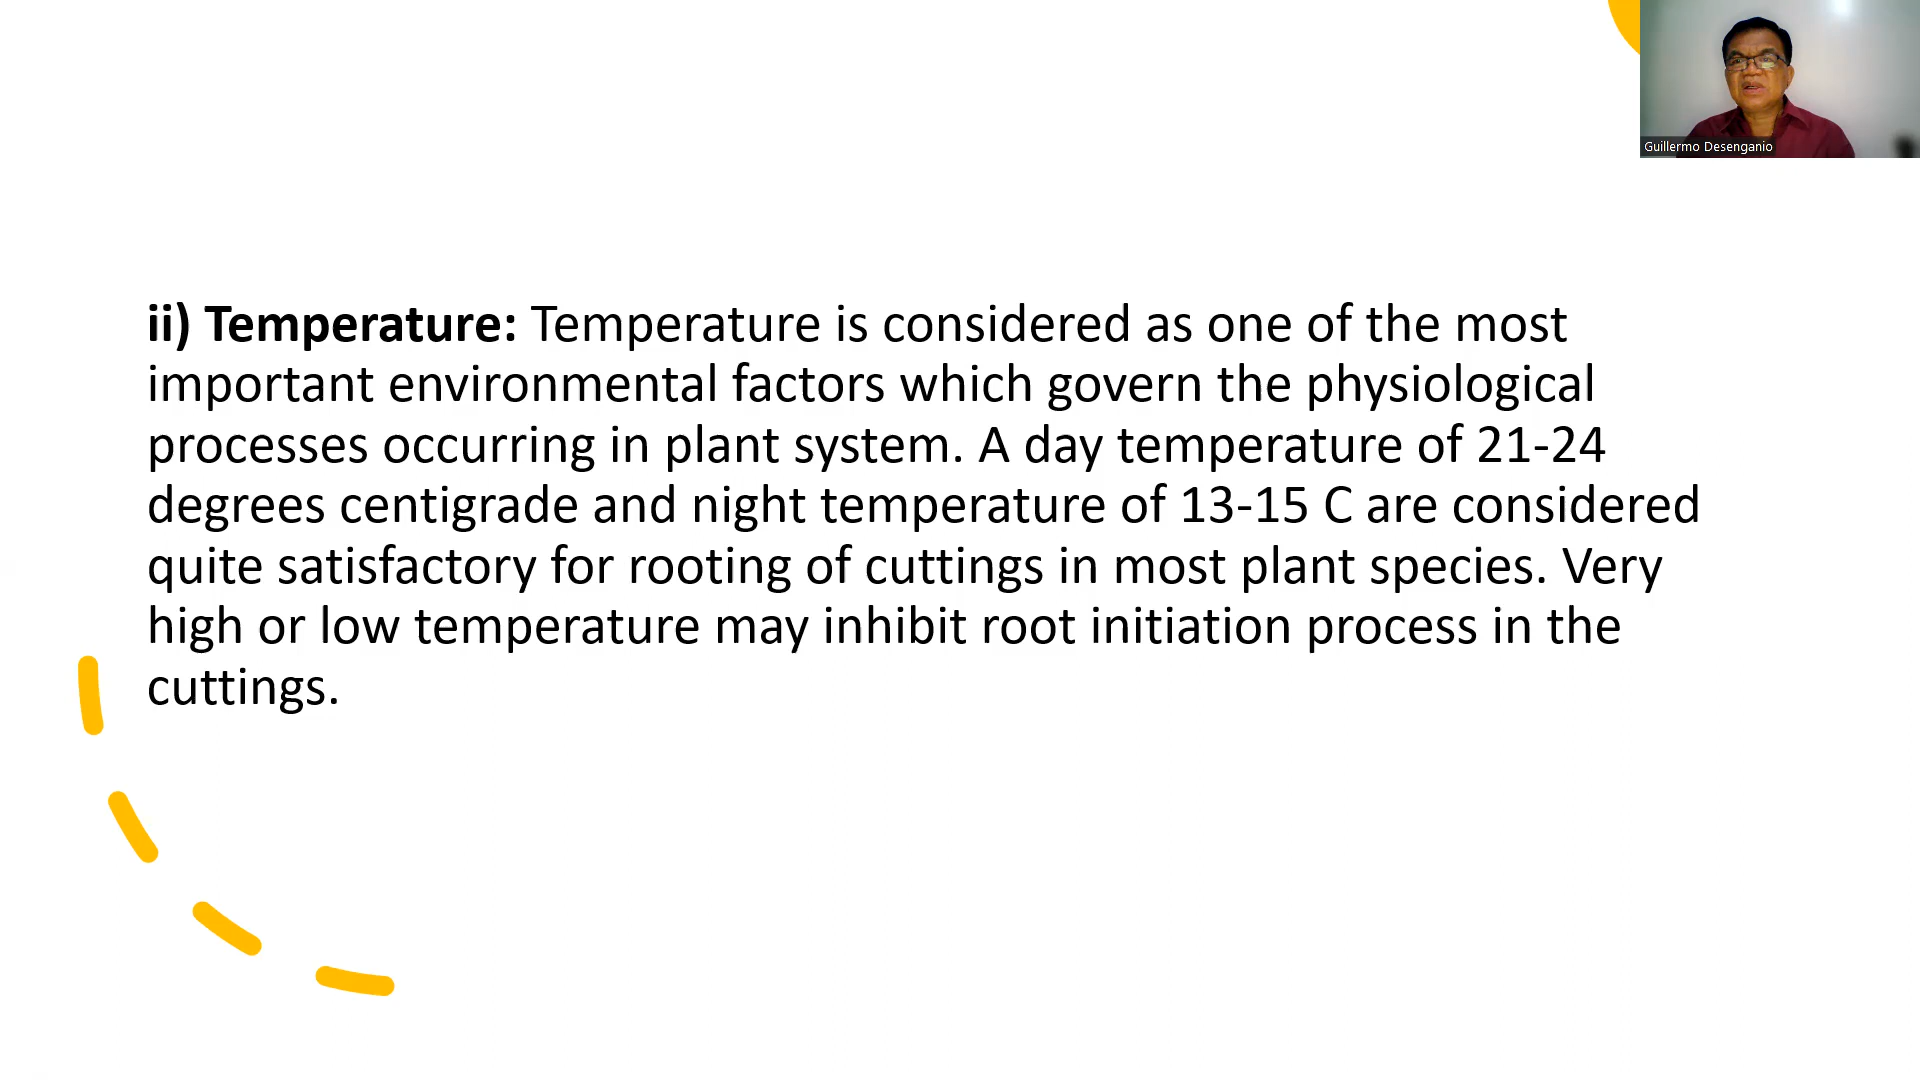 Guillermo Desenganio
ii) Temperature: Temperature is considered as one of the most
important environmental factors which govern the physiological
processes occurring in plant system. A day temperature of 21-24
degrees centigrade and night temperature of 13-15 C are considered
quite satisfactory for rooting of cuttings in most plant species. Very
high or low temperature may inhibit root initiation process in the
cuttings.